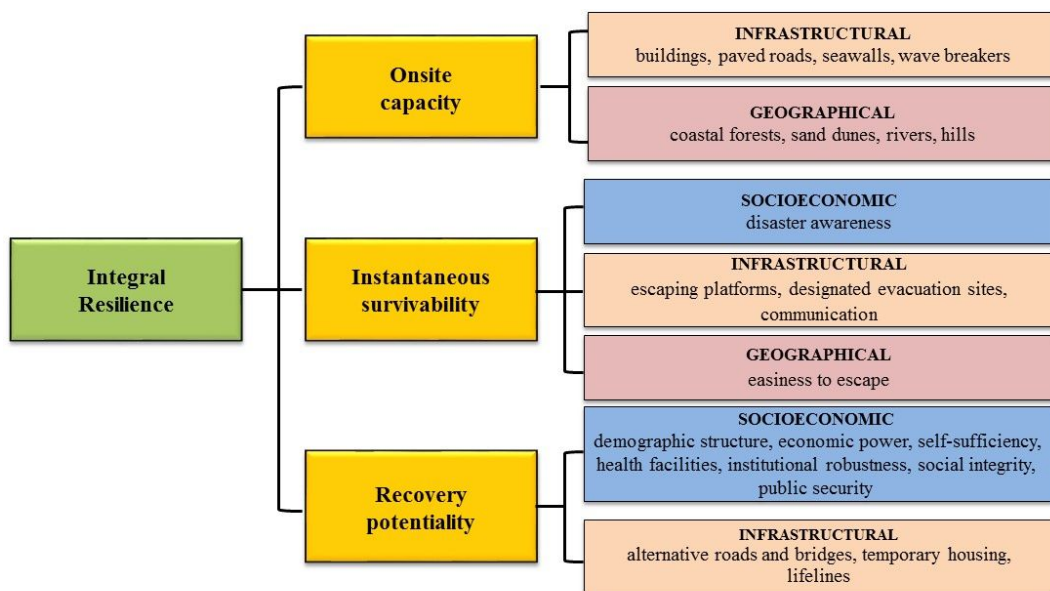 Integral
Resilience
Onsite
capacity
INFRASTRUCTURAL
buildings, paved roads, seawalls, wave breakers
GEOGRAPHICAL
coastal forests, sand dunes, rivers, hills
Instantaneous
survivability
SOCIOECONOMIC
disaster awareness
INFRASTRUCTURAL
escaping platforms, designated evacuation sites,
communication
GEOGRAPHICAL
easiness to escape
Recovery
potentiality
SOCIOECONOMIC
demographic structure, economic power, self-sufficiency,
health facilities, institutional robustness, social integrity,
public security
INFRASTRUCTURAL
alternative roads and bridges, temporary housing,
lifelines